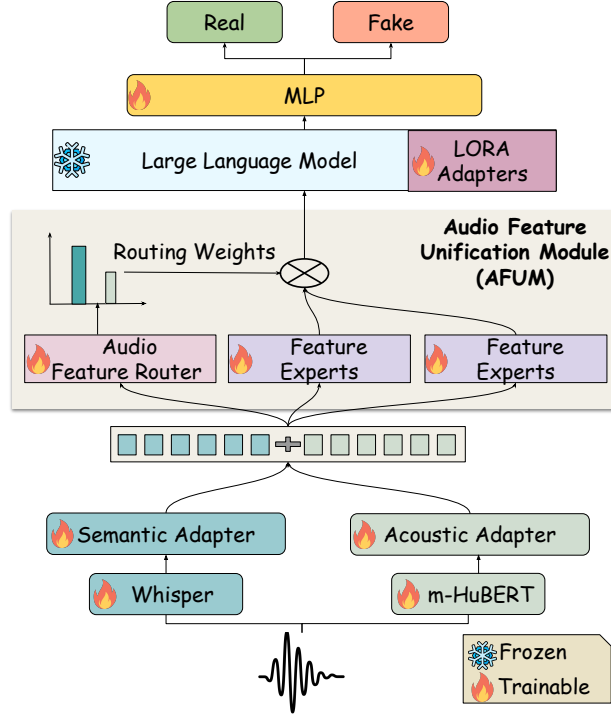 Real
Fake
MLP
Large Language Model
LORA
Adapters
Audio Feature
Unification Module
(AFUM)
Routing Weights
Audio
Feature Router
Feature
Experts
Feature
Experts
Semantic Adapter
Acoustic Adapter
Whisper
m-HuBERT
Frozen
Trainable